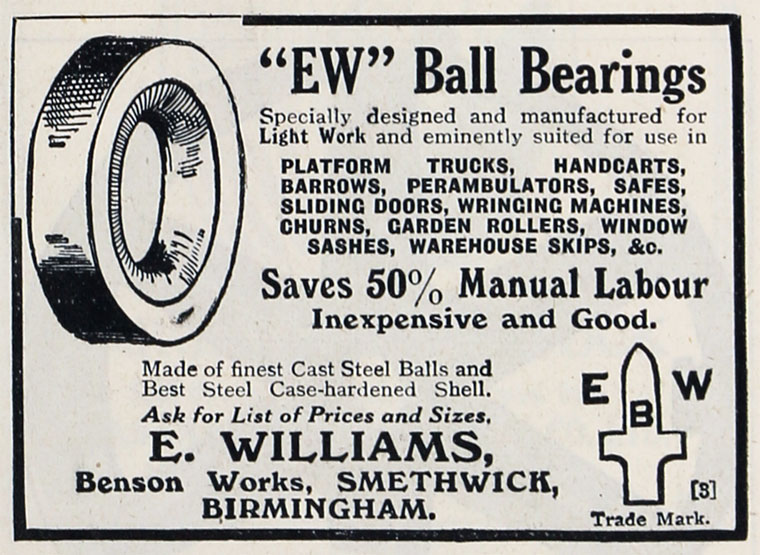 “EW” Ball Bearings
Specially designed and manufactured for
Light Work and eminently suited for use in
PLATFORM TRUCKS, HANDCARTS,
BARROWS, PERAMBULATORS, SAFES,
SLIDING DOORS, WRINGING MACHINES,
CHURNS, GARDEN ROLLERS, WINDOW
SASHES, WAREHOUSE SKIPS, &c.
Saves 50% Manual Labour
Inexpensive and Good.
Made of finest Cast Steel Balls and
Best Steel Case-hardened Shell.
Ask for List of Prices and Sizes.
E. WILLIAMS,
Benson Works, SMETHWICK,
BIRMINGHAM.
E W
B
[3]
Trade Mark.